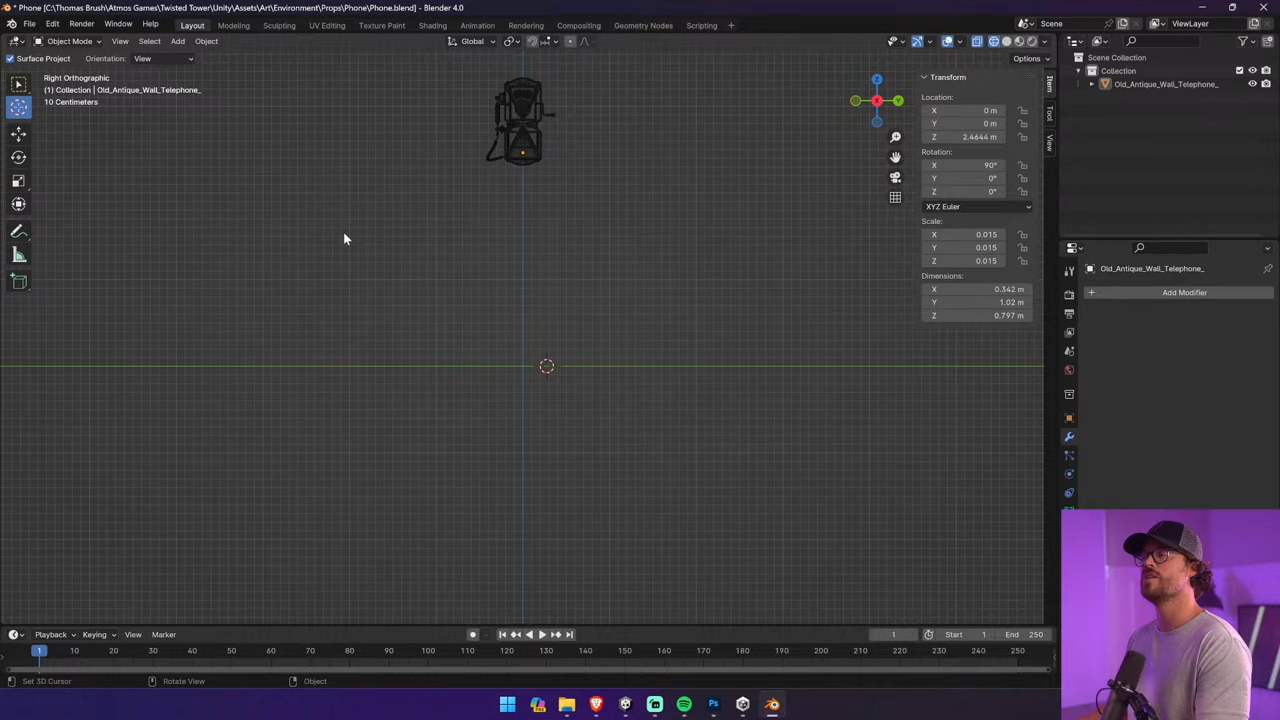 * Phone [C:\Thomas Brush\Atmos Games\Twisted Tower\Unity\Assets\Art\Environment\Props\Phone\Phone.blend] - Blender 4.0
File Edit Render Window Help Layout Modeling Sculpting UV Editing Texture Paint Shading Animation Rendering Compositing Geometry Nodes Scripting + Scene ViewLayer
Object Mode View Select Add Object Global
Surface Project Orientation: View Options
Right Orthographic
(1) Collection | Old_Antique_Wall_Telephone_
10 Centimeters
Z
X
Y
Transform
Location:
X 0 m
Y 0 m
Z 2.4644 m
Rotation:
X 90°
Y 0°
Z 0°
XYZ Euler
Scale:
X 0.015
Y 0.015
Z 0.015
Dimensions:
X 0.342 m
Y 1.02 m
Z 0.797 m
Item
Tool
View
Scene Collection
Collection
Old_Antique_Wall_Telephone_
Old_Antique_Wall_Telephone_
+ Add Modifier
Playback Keying View Marker 1 Start 1 End 250
1 10 20 30 40 50 60 70 80 90 100 110 120 130 140 150 160 170 180 190 200 210 220 230 240 250
Set 3D Cursor Rotate View Object